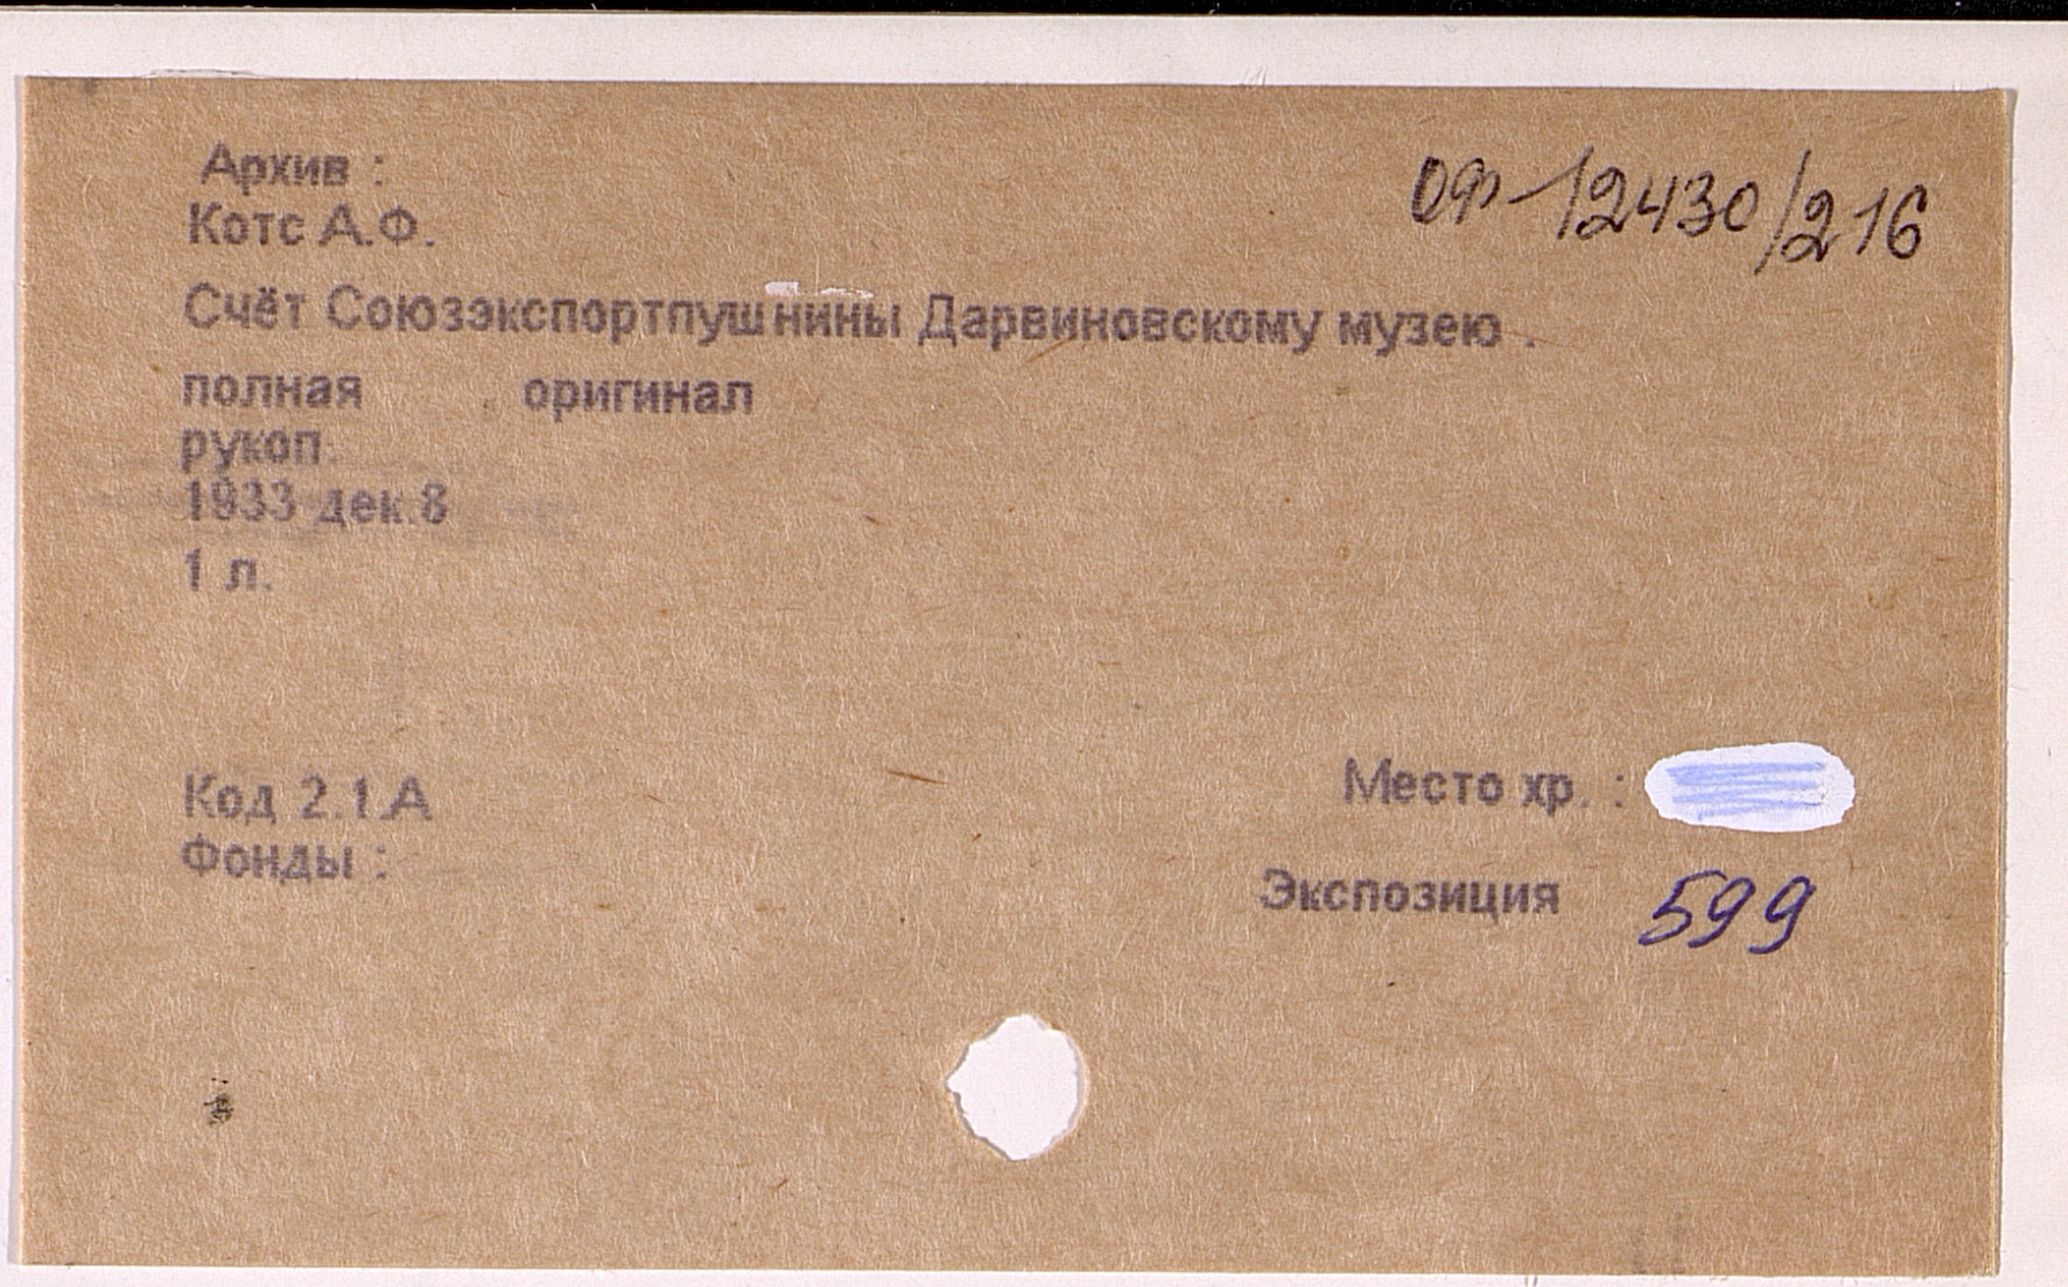 Архив :
ОФ-12430/216
Котс А.Ф.
Счёт Союзэкспортпушнины Дарвиновскому музею .
полная оригинал
рукоп.
1933 дек.8
1 л.
Место хр. :
Код 2.1.А
Фонды :
Экспозиция 599